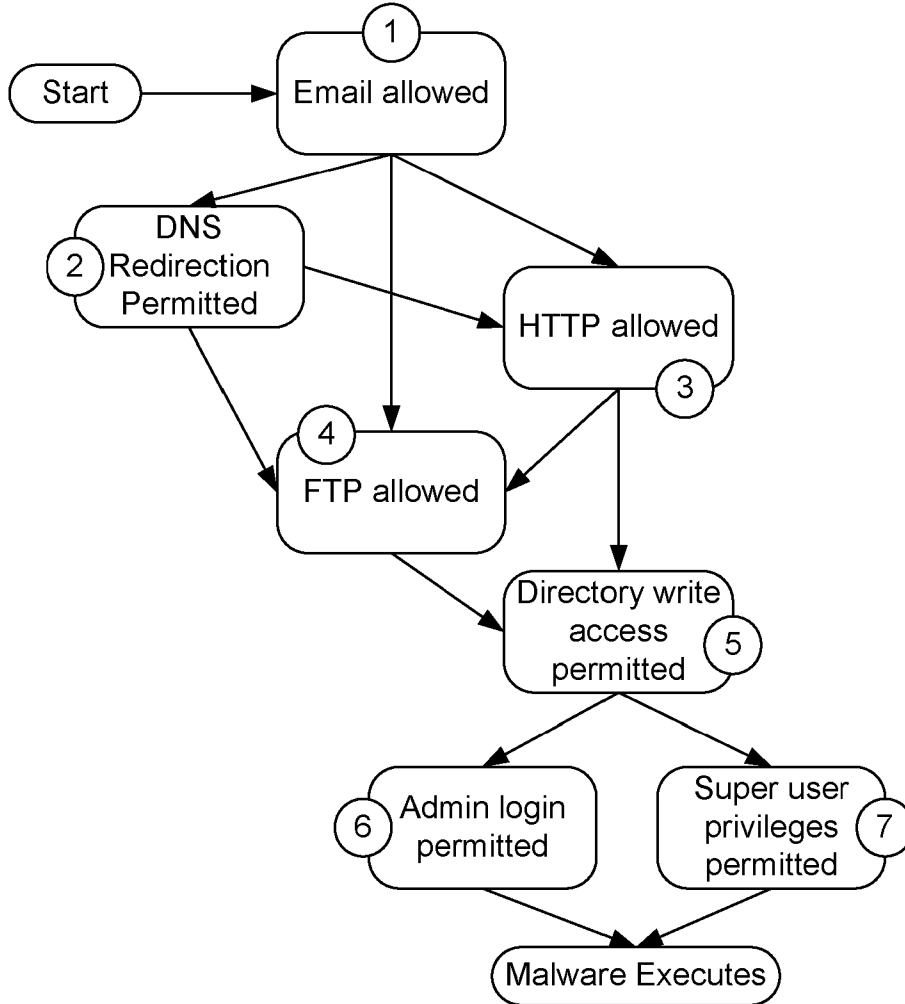 1
Start
Email allowed
DNS
2
Redirection
Permitted
HTTP allowed
3
4
FTP allowed
Directory write
access
5
permitted
Admin login
6
permitted
Super user
privileges
7
permitted
Malware Executes